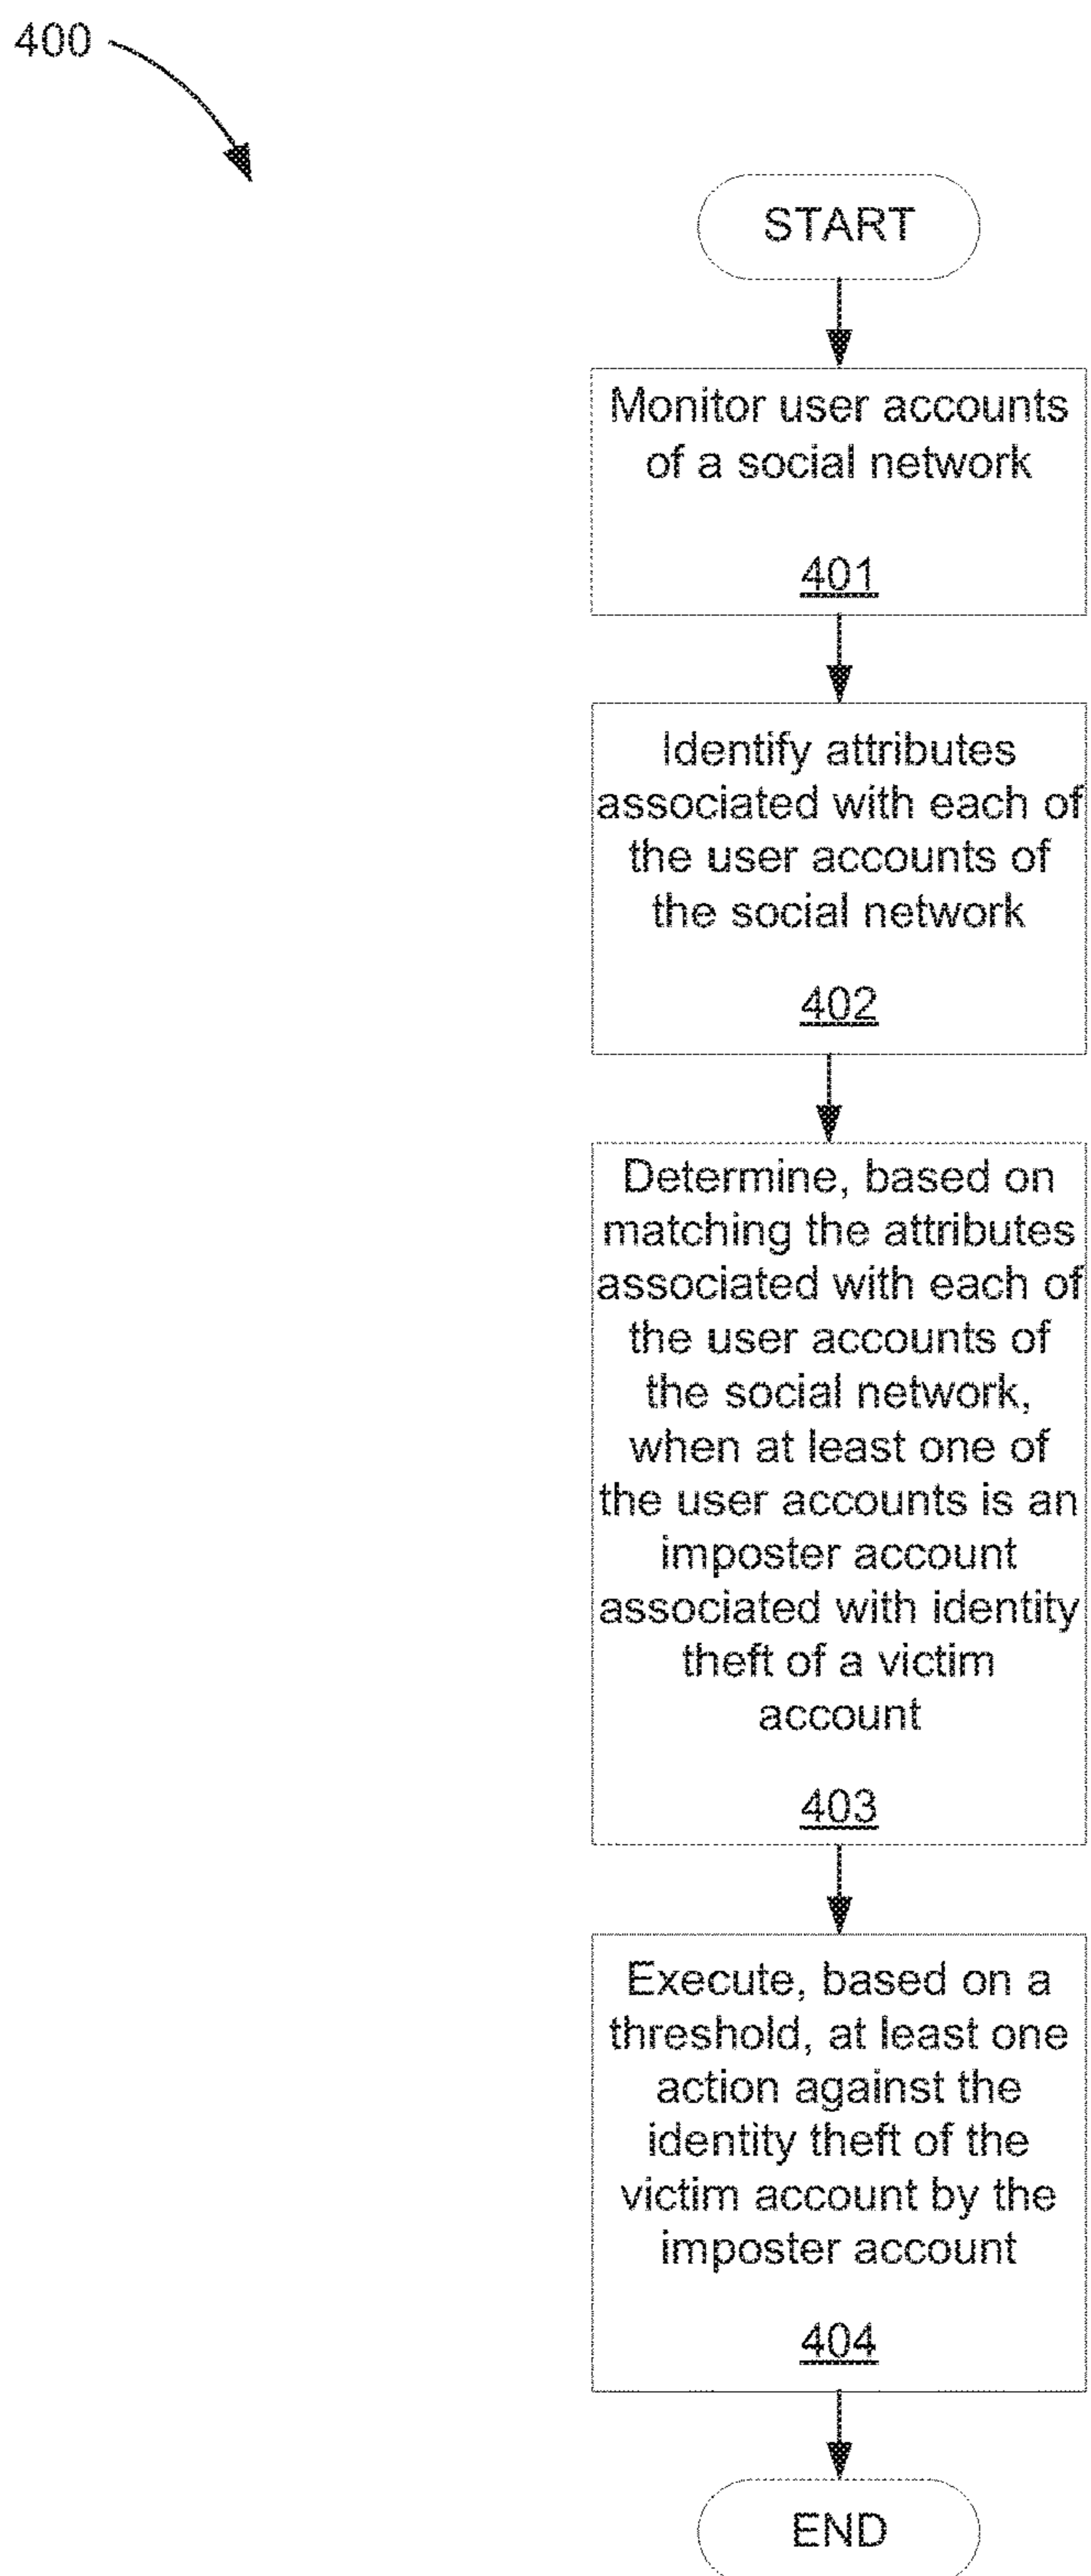 400
START
Monitor user accounts
of a social network
401
Identify attributes
associated with each of
the user accounts of
the social network
402
Determine, based on
matching the attributes
associated with each of
the user accounts of
the social network,
when at least one of
the user accounts is an
imposter account
associated with identity
theft of a victim
account
403
Execute, based on a
threshold, at least one
action against the
identity theft of the
victim account by the
imposter account
404
END